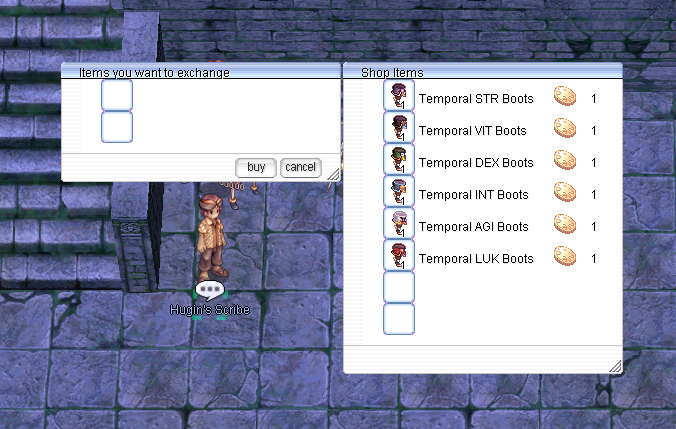 Items you want to exchange
buy
cancel
Shop Items
Temporal STR Boots 1
Temporal VIT Boots 1
Temporal DEX Boots 1
Temporal INT Boots 1
Temporal AGI Boots 1
Temporal LUK Boots 1
Hugin's Scribe